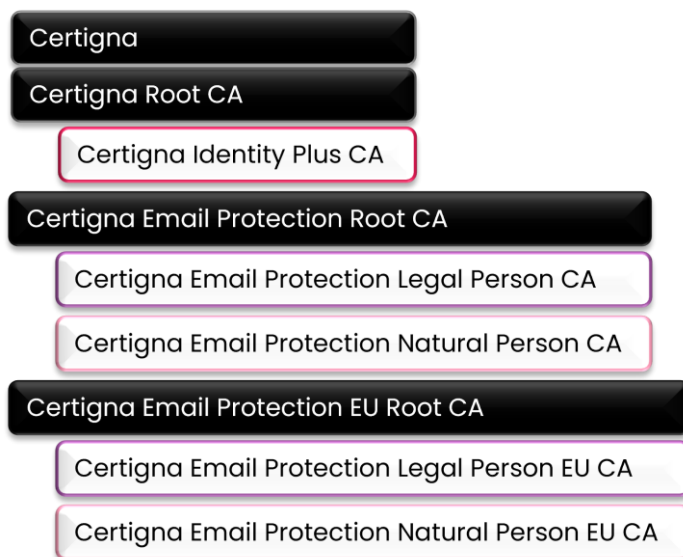 Certigna
Certigna Root CA
Certigna Identity Plus CA
Certigna Email Protection Root CA
Certigna Email Protection Legal Person CA
Certigna Email Protection Natural Person CA
Certigna Email Protection EU Root CA
Certigna Email Protection Legal Person EU CA
Certigna Email Protection Natural Person EU CA